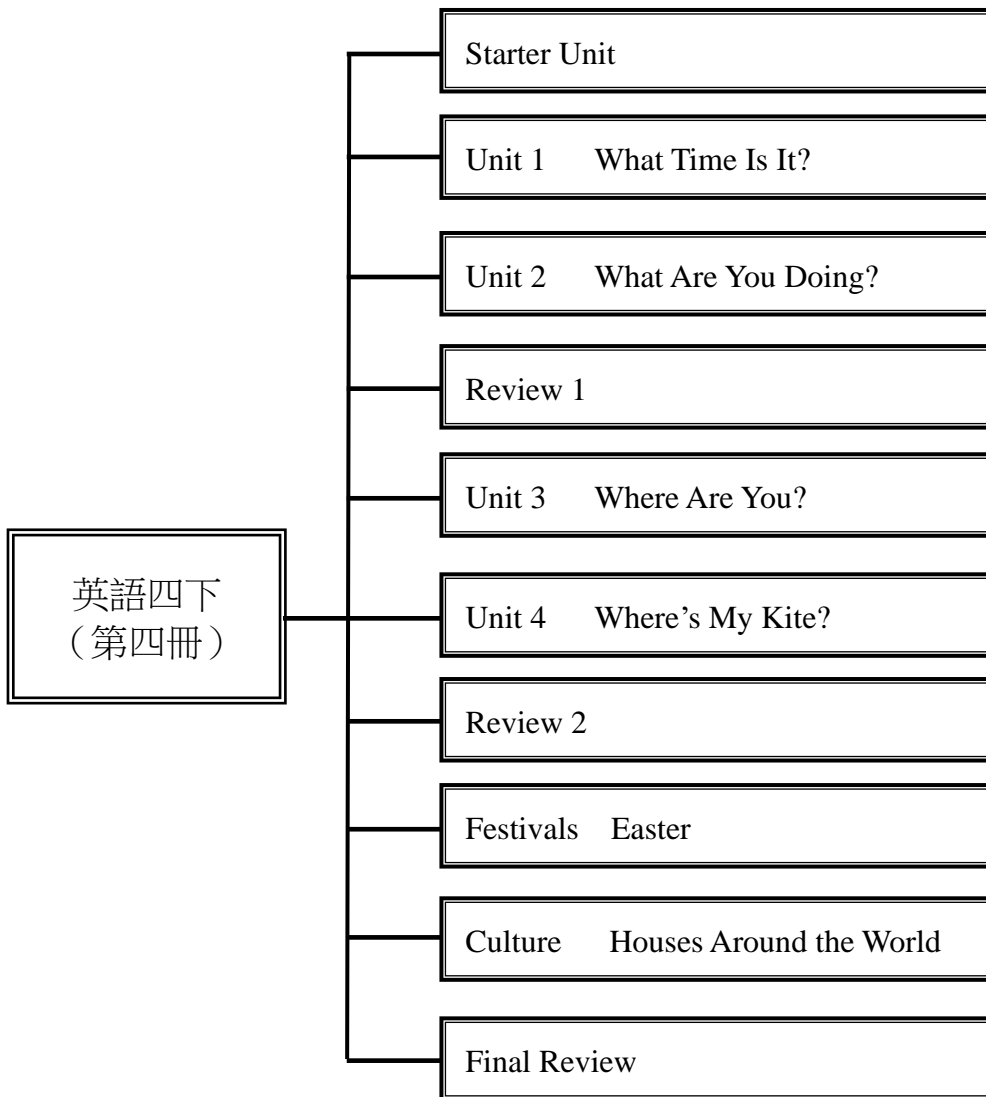 Starter Unit
Unit 1 What Time Is It?
Unit 2 What Are You Doing?
Review 1
Unit 3 Where Are You?
英語四下
（第四冊）
Unit 4 Where’s My Kite?
Review 2
Festivals Easter
Culture Houses Around the World
Final Review